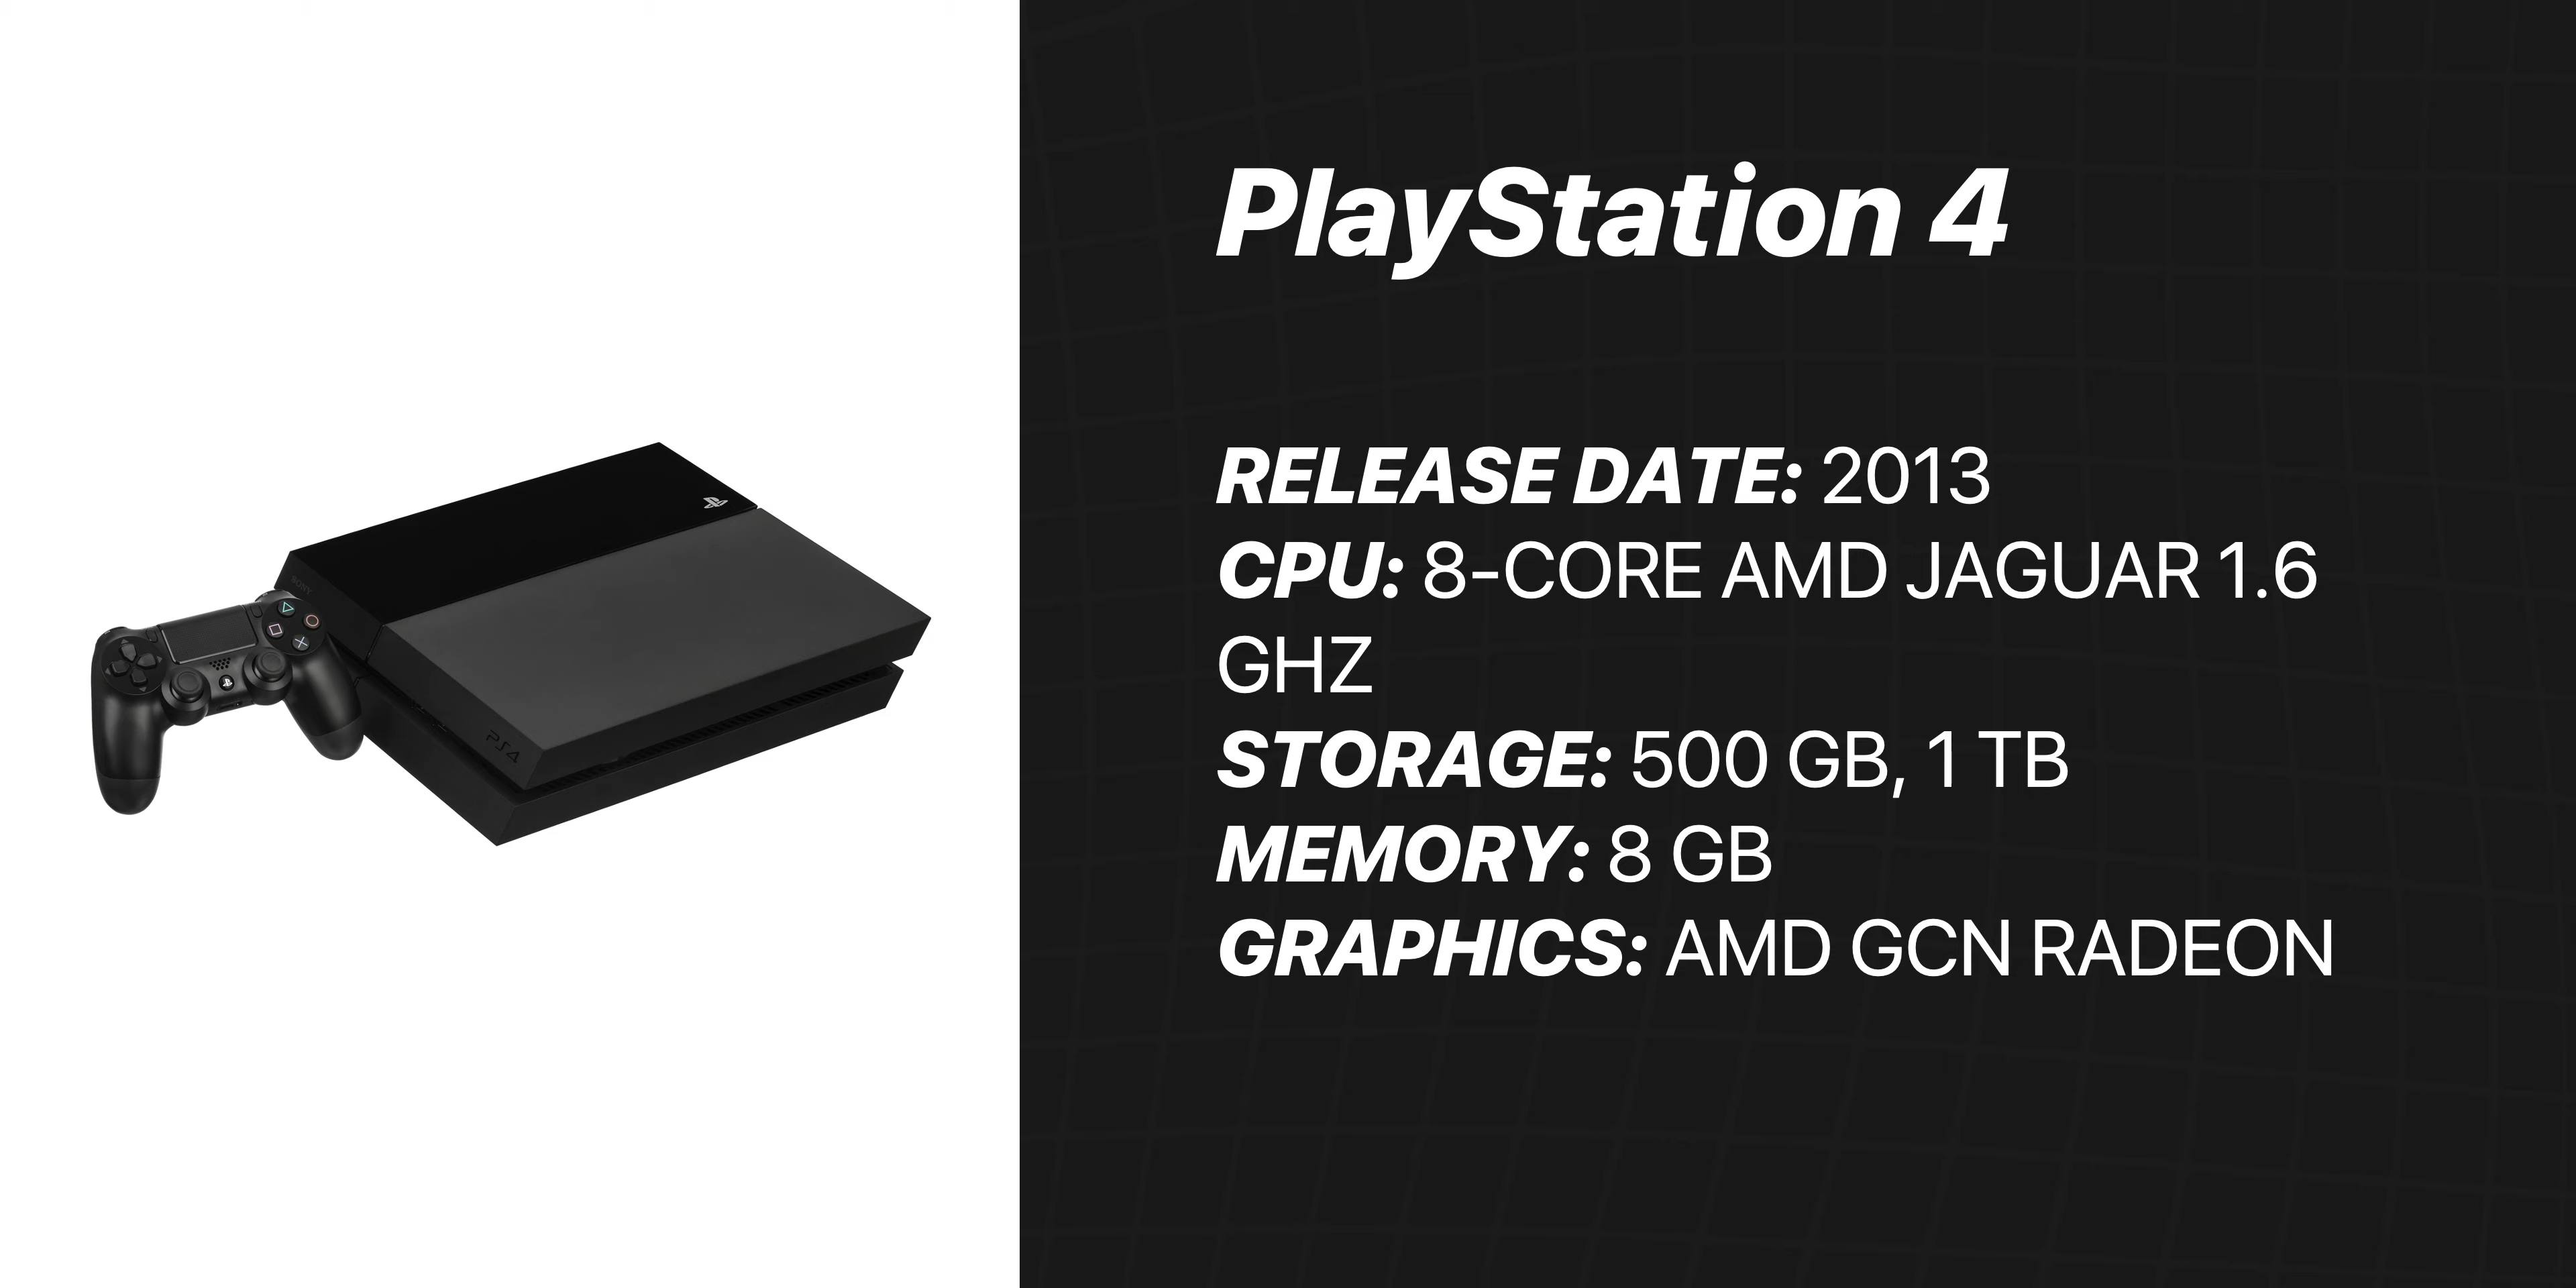 PlayStation 4
RELEASE DATE: 2013
CPU: 8-CORE AMD JAGUAR 1.6
GHZ
STORAGE: 500 GB, 1 TB
MEMORY: 8 GB
GRAPHICS: AMD GCN RADEON
SONY
PS4